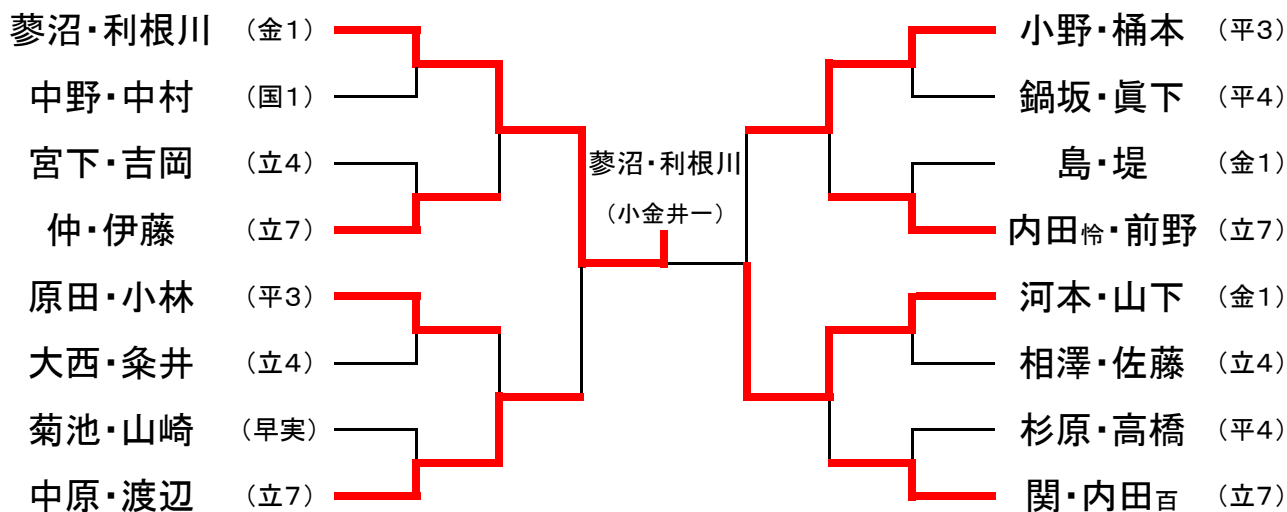 蓼沼・利根川 (金1)
中野・中村 (国1)
宮下・吉岡 (立4)
仲・伊藤 (立7)
原田・小林 (平3)
大西・粂井 (立4)
菊池・山崎 (早実)
中原・渡辺 (立7)
蓼沼・利根川
(小金井一)
小野・桶本 (平3)
鍋坂・眞下 (平4)
島・堤 (金1)
内田怜・前野 (立7)
河本・山下 (金1)
相澤・佐藤 (立4)
杉原・高橋 (平4)
関・内田百 (立7)